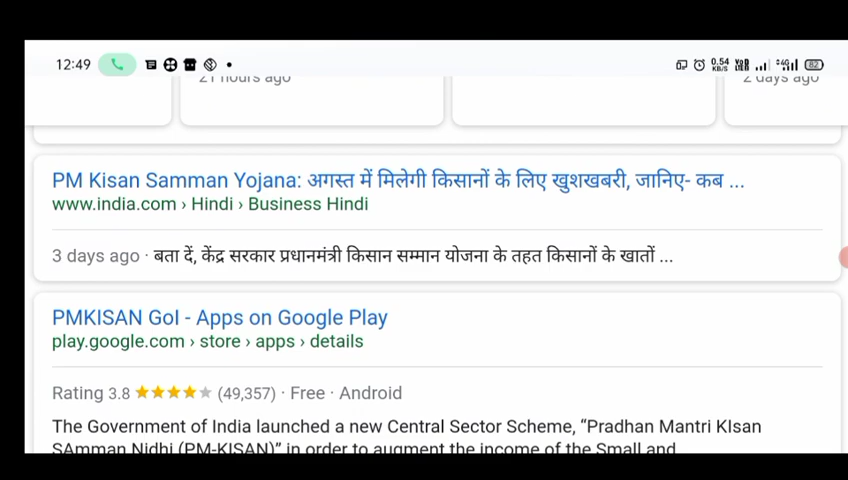 12:49 0.54 KB/S 82
21 hours ago 2 days ago
PM Kisan Samman Yojana: अगस्त में मिलेगी किसानों के लिए खुशखबरी, जानिए- कब ...
www.india.com › Hindi › Business Hindi
3 days ago · बता दें, केंद्र सरकार प्रधानमंत्री किसान सम्मान योजना के तहत किसानों के खातों ...
PMKISAN GoI - Apps on Google Play
play.google.com › store › apps › details
Rating 3.8 (49,357) · Free · Android
The Government of India launched a new Central Sector Scheme, “Pradhan Mantri KIsan
SAmman Nidhi (PM-KISAN)” in order to augment the income of the Small and